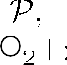 𝒫,
O₂ | :